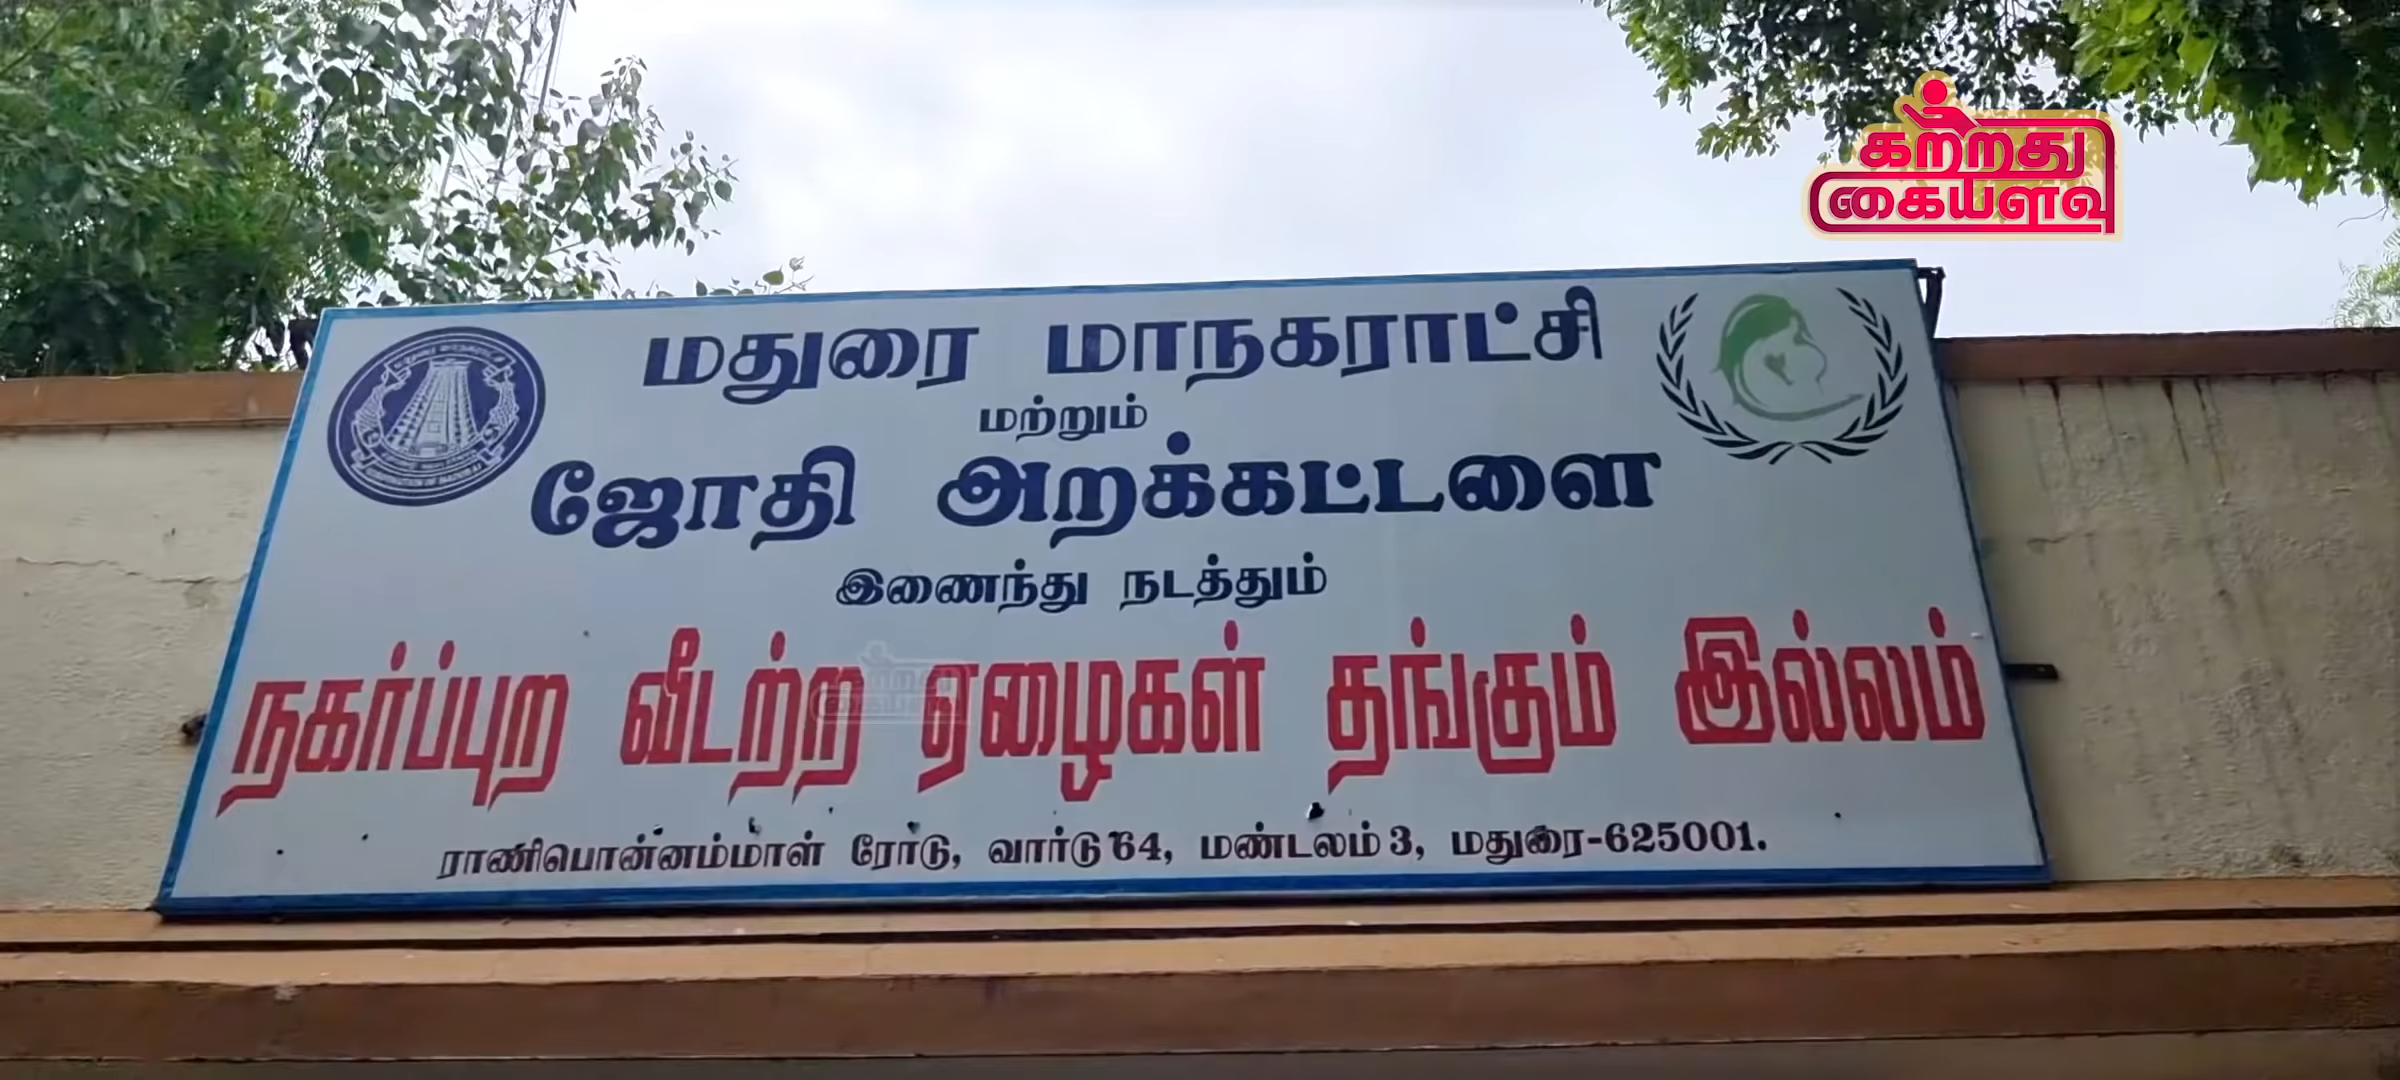 கற்றது
கையளவு
மதுரை மாநகராட்சி
மற்றும்
ஜோதி அறக்கட்டளை
இணைந்து நடத்தும்
நகர்ப்புற வீடற்ற ஏழைகள் தங்கும் இல்லம்
ராணிபொன்னம்மாள் ரோடு, வார்டு 64, மண்டலம் 3, மதுரை-625001.